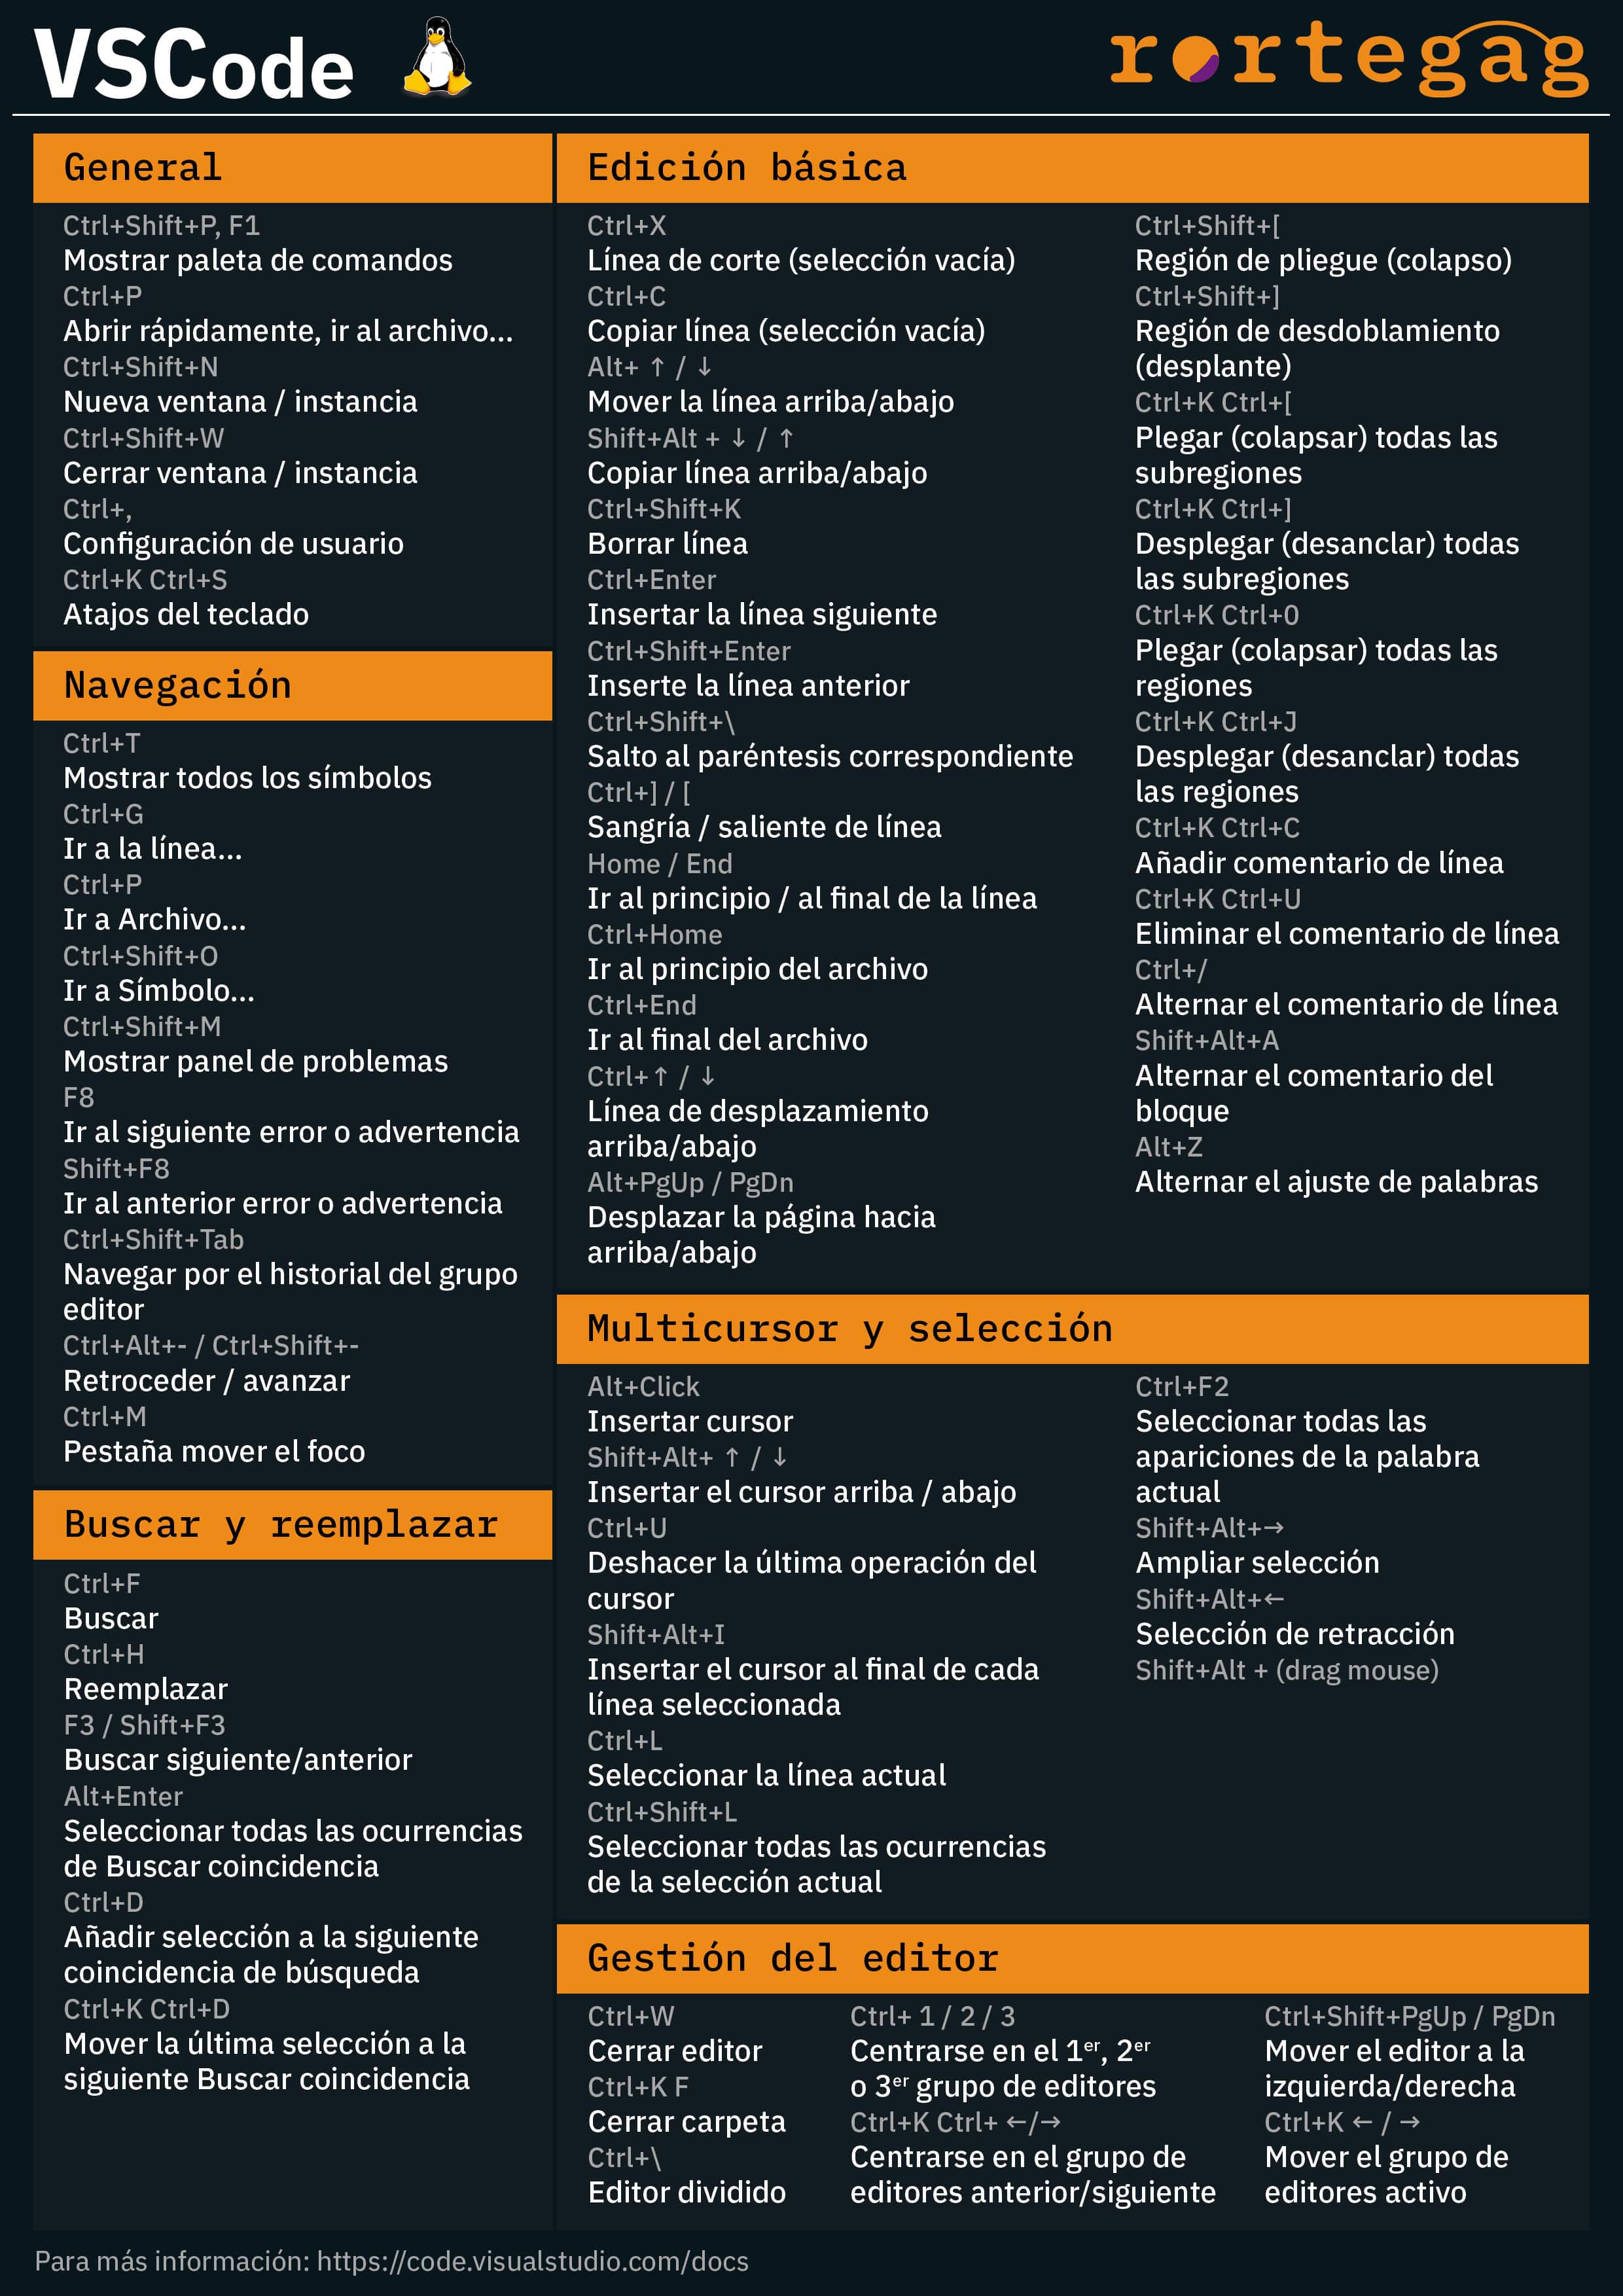 VSCode
rortegag
General
Ctrl+Shift+P, F1
Mostrar paleta de comandos
Ctrl+P
Abrir rápidamente, ir al archivo...
Ctrl+Shift+N
Nueva ventana / instancia
Ctrl+Shift+W
Cerrar ventana / instancia
Ctrl+,
Configuración de usuario
Ctrl+K Ctrl+S
Atajos del teclado
Navegación
Ctrl+T
Mostrar todos los símbolos
Ctrl+G
Ir a la línea...
Ctrl+P
Ir a Archivo...
Ctrl+Shift+O
Ir a Símbolo...
Ctrl+Shift+M
Mostrar panel de problemas
F8
Ir al siguiente error o advertencia
Shift+F8
Ir al anterior error o advertencia
Ctrl+Shift+Tab
Navegar por el historial del grupo
editor
Ctrl+Alt+- / Ctrl+Shift+-
Retroceder / avanzar
Ctrl+M
Pestaña mover el foco
Buscar y reemplazar
Ctrl+F
Buscar
Ctrl+H
Reemplazar
F3 / Shift+F3
Buscar siguiente/anterior
Alt+Enter
Seleccionar todas las ocurrencias
de Buscar coincidencia
Ctrl+D
Añadir selección a la siguiente
coincidencia de búsqueda
Ctrl+K Ctrl+D
Mover la última selección a la
siguiente Buscar coincidencia
Edición básica
Ctrl+X
Línea de corte (selección vacía)
Ctrl+C
Copiar línea (selección vacía)
Alt+ ↑ / ↓
Mover la línea arriba/abajo
Shift+Alt + ↓ / ↑
Copiar línea arriba/abajo
Ctrl+Shift+K
Borrar línea
Ctrl+Enter
Insertar la línea siguiente
Ctrl+Shift+Enter
Inserte la línea anterior
Ctrl+Shift+\
Salto al paréntesis correspondiente
Ctrl+] / [
Sangría / saliente de línea
Home / End
Ir al principio / al final de la línea
Ctrl+Home
Ir al principio del archivo
Ctrl+End
Ir al final del archivo
Ctrl+↑ / ↓
Línea de desplazamiento
arriba/abajo
Alt+PgUp / PgDn
Desplazar la página hacia
arriba/abajo
Ctrl+Shift+[
Región de pliegue (colapso)
Ctrl+Shift+]
Región de desdoblamiento
(desplante)
Ctrl+K Ctrl+[
Plegar (colapsar) todas las
subregiones
Ctrl+K Ctrl+]
Desplegar (desanclar) todas
las subregiones
Ctrl+K Ctrl+0
Plegar (colapsar) todas las
regiones
Ctrl+K Ctrl+J
Desplegar (desanclar) todas
las regiones
Ctrl+K Ctrl+C
Añadir comentario de línea
Ctrl+K Ctrl+U
Eliminar el comentario de línea
Ctrl+/
Alternar el comentario de línea
Shift+Alt+A
Alternar el comentario del
bloque
Alt+Z
Alternar el ajuste de palabras
Multicursor y selección
Alt+Click
Insertar cursor
Shift+Alt+ ↑ / ↓
Insertar el cursor arriba / abajo
Ctrl+U
Deshacer la última operación del
cursor
Shift+Alt+I
Insertar el cursor al final de cada
línea seleccionada
Ctrl+L
Seleccionar la línea actual
Ctrl+Shift+L
Seleccionar todas las ocurrencias
de la selección actual
Ctrl+F2
Seleccionar todas las
apariciones de la palabra
actual
Shift+Alt+→
Ampliar selección
Shift+Alt+←
Selección de retracción
Shift+Alt + (drag mouse)
Gestión del editor
Ctrl+W
Cerrar editor
Ctrl+K F
Cerrar carpeta
Ctrl+\
Editor dividido
Ctrl+ 1 / 2 / 3
Centrarse en el 1er, 2er
o 3er grupo de editores
Ctrl+K Ctrl+ ←/→
Centrarse en el grupo de
editores anterior/siguiente
Ctrl+Shift+PgUp / PgDn
Mover el editor a la
izquierda/derecha
Ctrl+K ← / →
Mover el grupo de
editores activo
Para más información: https://code.visualstudio.com/docs